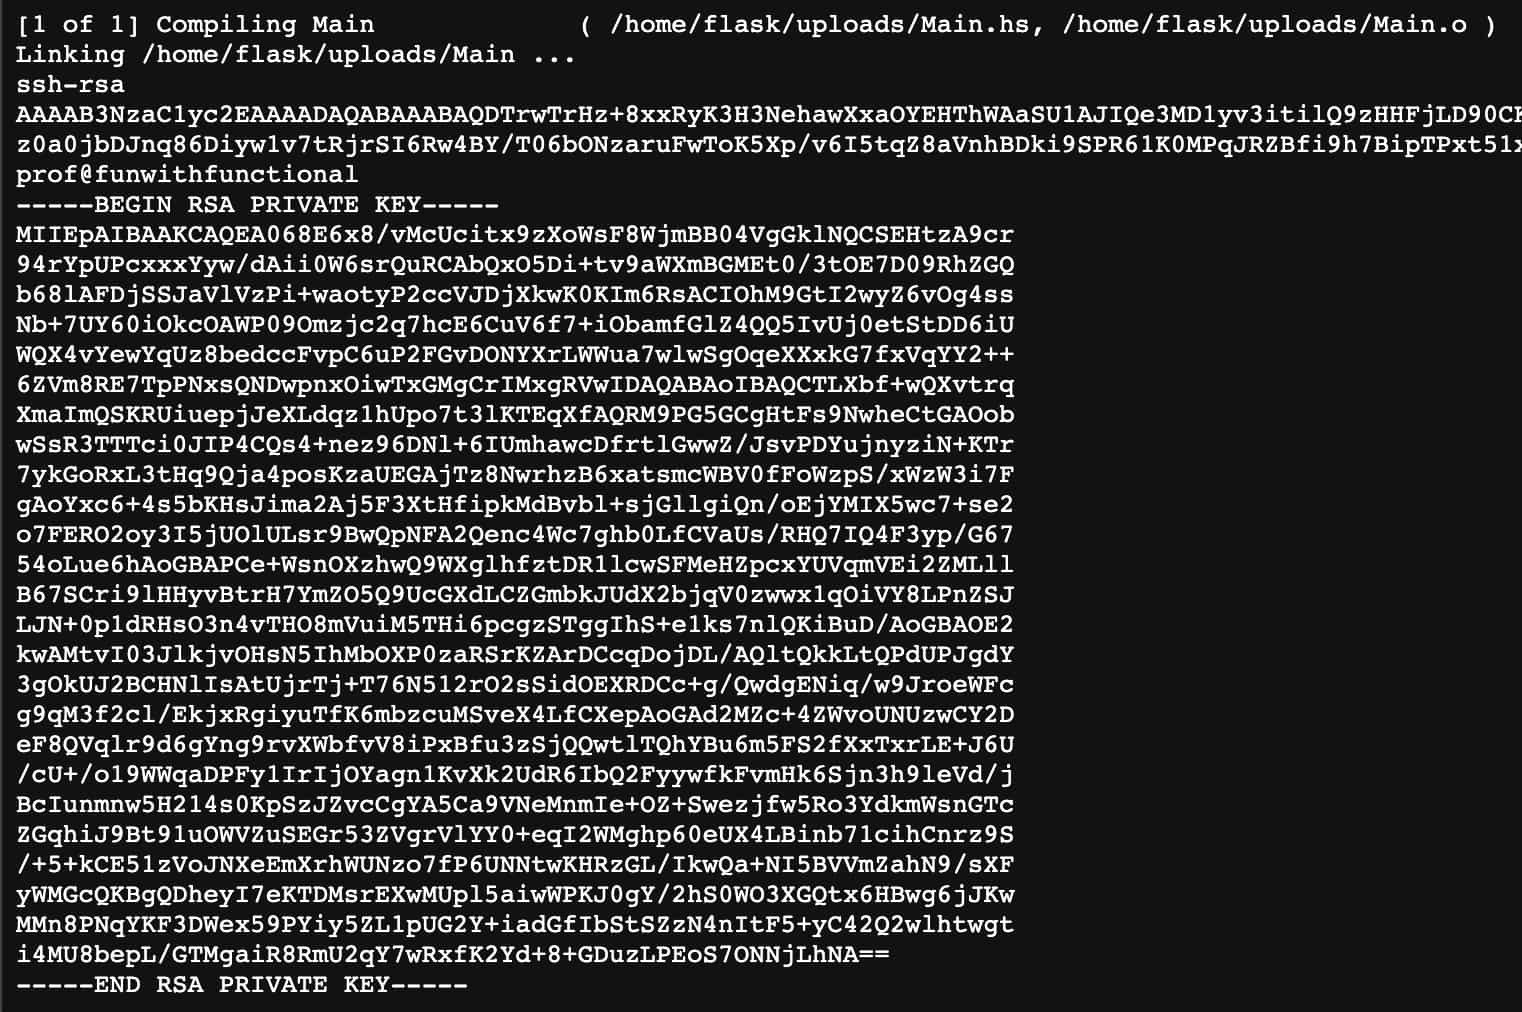 [1 of 1] Compiling Main             ( /home/flask/uploads/Main.hs, /home/flask/uploads/Main.o )
Linking /home/flask/uploads/Main ...
ssh-rsa
AAAAB3NzaC1yc2EAAAADAQABAAABAQDTrwTrHz+8xxRyK3H3NehawXxaOYEHThWAaSU1AJIQe3MD1yv3itilQ9zHHFjLD90CK
z0a0jbDJnq86Diyw1v7tRjrSI6Rw4BY/T06bONzaruFwToK5Xp/v6I5tqZ8aVnhBDki9SPR61K0MPqJRZBfi9h7BipTPxt51x
prof@funwithfunctional
-----BEGIN RSA PRIVATE KEY-----
MIIEpAIBAAKCAQEA068E6x8/vMcUcitx9zXoWsF8WjmBB04VgGklNQCSEHtzA9cr
94rYpUPcxxxYyw/dAii0W6srQuRCAbQxO5Di+tv9aWXmBGMEt0/3tOE7D09RhZGQ
b68lAFDjSSJaVlVzPi+waotyP2ccVJDjXkwK0KIm6RsACIOhM9GtI2wyZ6vOg4ss
Nb+7UY60iOkcOAWP09Omzjc2q7hcE6CuV6f7+iObamfGlZ4QQ5IvUj0etStDD6iU
WQX4vYewYqUz8bedccFvpC6uP2FGvDONYXrLWWua7wlwSgOqeXXxkG7fxVqYY2++
6ZVm8RE7TpPNxsQNDwpnxOiwTxGMgCrIMxgRVwIDAQABAoIBAQCTLXbf+wQXvtrq
XmaImQSKRUiuepjJeXLdqz1hUpo7t3lKTEqXfAQRM9PG5GCgHtFs9NwheCtGAOob
wSsR3TTTci0JIP4CQs4+nez96DNl+6IUmhawcDfrtlGwwZ/JsvPDYujnyziN+KTr
7ykGoRxL3tHq9Qja4posKzaUEGAjTz8NwrhzB6xatsmcWBV0fFoWzpS/xWzW3i7F
gAoYxc6+4s5bKHsJima2Aj5F3XtHfipkMdBvbl+sjGllgiQn/oEjYMIX5wc7+se2
o7FERO2oy3I5jUOlULsr9BwQpNFA2Qenc4Wc7ghb0LfCVaUs/RHQ7IQ4F3yp/G67
54oLue6hAoGBAPCe+WsnOXzhwQ9WXglhfztDR1lcwSFMeHZpcxYUVqmVEi2ZMLll
B67SCri9lHHyvBtrH7YmZO5Q9UcGXdLCZGmbkJUdX2bjqV0zwwx1qOiVY8LPnZSJ
LJN+0p1dRHsO3n4vTHO8mVuiM5THi6pcgzSTggIhS+e1ks7nlQKiBuD/AoGBAOE2
kwAMtvI03JlkjvOHsN5IhMbOXP0zaRSrKZArDCcqDojDL/AQltQkkLtQPdUPJgdY
3gOkUJ2BCHNlIsAtUjrTj+T76N512rO2sSidOEXRDCc+g/QwdgENiq/w9JroeWFc
g9qM3f2cl/EkjxRgiyuTfK6mbzcuMSveX4LfCXepAoGAd2MZc+4ZWvoUNUzwCY2D
eF8QVqlr9d6gYng9rvXWbfvV8iPxBfu3zSjQQwtlTQhYBu6m5FS2fXxTxrLE+J6U
/cU+/o19WWqaDPFy1IrIjOYagn1KvXk2UdR6IbQ2FyywfkFvmHk6Sjn3h9leVd/j
BcIunmnw5H214s0KpSzJZvcCgYA5Ca9VNeMnmIe+OZ+Swezjfw5Ro3YdkmWsnGTc
ZGqhiJ9Bt91uOWVZuSEGr53ZVgrVlYY0+eqI2WMghp60eUX4LBinb71cihCnrz9S
/+5+kCE51zVoJNXeEmXrhWUNzo7fP6UNNtwKHRzGL/IkwQa+NI5BVVmZahN9/sXF
yWMGcQKBgQDheyI7eKTDMsrEXwMUpl5aiwWPKJ0gY/2hS0WO3XGQtx6HBwg6jJKw
MMn8PNqYKF3DWex59PYiy5ZL1pUG2Y+iadGfIbStSZzN4nItF5+yC42Q2wlhtwgt
i4MU8bepL/GTMgaiR8RmU2qY7wRxfK2Yd+8+GDuzLPEoS7ONNjLhNA==
-----END RSA PRIVATE KEY-----